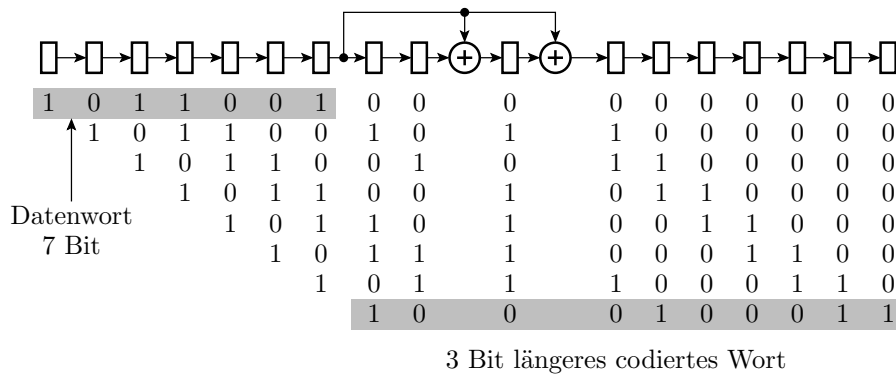 1 0 1 1 0 0 1 0 0 0 0 0 0 0 0 0 0
1 0 1 1 0 0 1 0 1 1 0 0 0 0 0 0
1 0 1 1 0 0 1 0 1 1 0 0 0 0 0
1 0 1 1 0 0 1 0 1 1 0 0 0 0
1 0 1 1 0 1 0 0 1 1 0 0 0
1 0 1 1 1 0 0 0 1 1 0 0
1 0 1 1 1 0 0 0 1 1 0
1 0 0 0 1 0 0 0 1 1
Datenwort
7 Bit
3 Bit längeres codiertes Wort